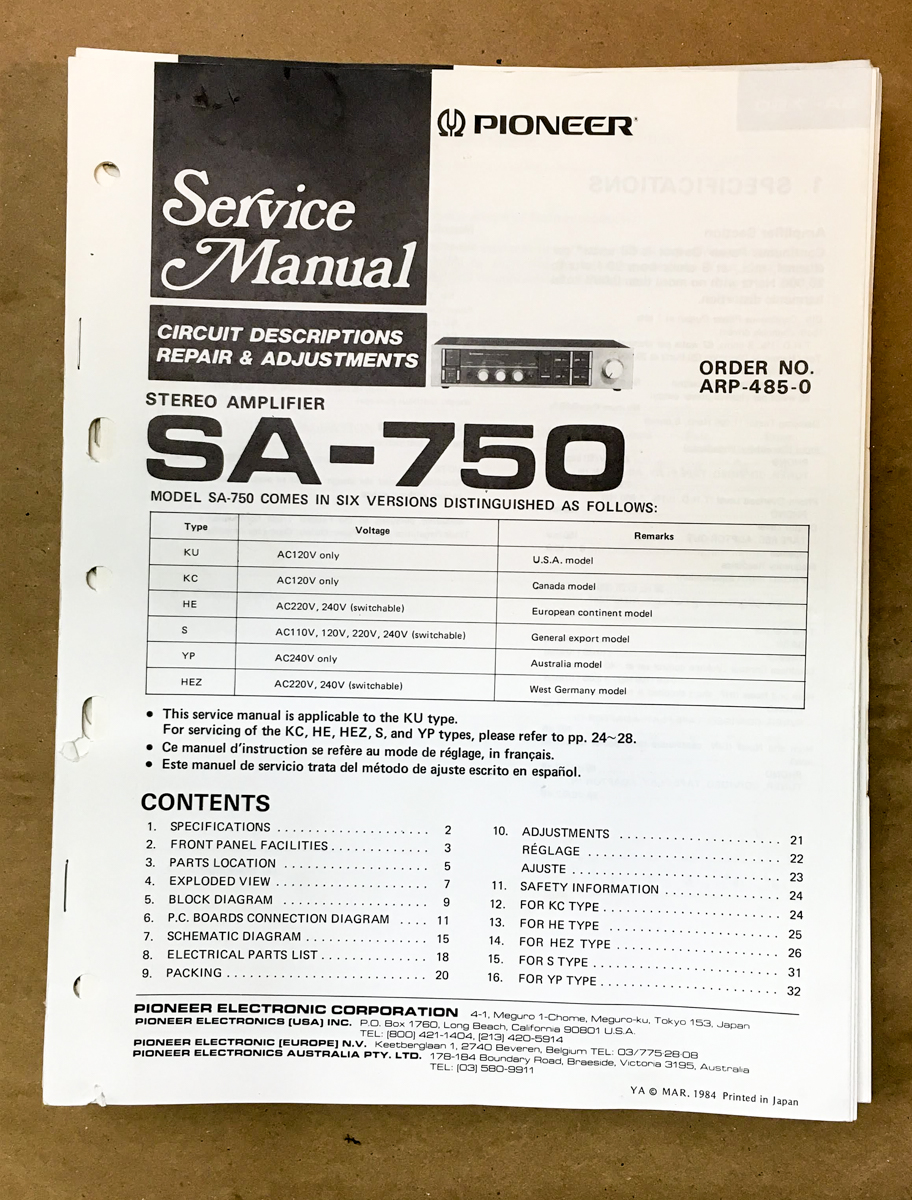 PIONEER®
Service
Manual
CIRCUIT DESCRIPTIONS
REPAIR & ADJUSTMENTS
ORDER NO.
ARP-485-0
STEREO AMPLIFIER
SA-750
MODEL SA-750 COMES IN SIX VERSIONS DISTINGUISHED AS FOLLOWS:
Type Voltage Remarks
KU AC120V only U.S.A. model
KC AC120V only Canada model
HE AC220V, 240V (switchable) European continent model
S AC110V, 120V, 220V, 240V (switchable) General export model
YP AC240V only Australia model
HEZ AC220V, 240V (switchable) West Germany model
• This service manual is applicable to the KU type.
For servicing of the KC, HE, HEZ, S, and YP types, please refer to pp. 24~28.
• Ce manuel d'instruction se refère au mode de réglage, in français.
• Este manuel de servicio trata del método de ajuste escrito en español.
CONTENTS
1. SPECIFICATIONS .................... 2
2. FRONT PANEL FACILITIES ............. 3
3. PARTS LOCATION ................... 5
4. EXPLODED VIEW .................... 7
5. BLOCK DIAGRAM ................... 9
6. P.C. BOARDS CONNECTION DIAGRAM .... 11
7. SCHEMATIC DIAGRAM ................ 15
8. ELECTRICAL PARTS LIST .............. 18
9. PACKING .......................... 20
10. ADJUSTMENTS ..................... 21
RÉGLAGE ......................... 22
AJUSTE ........................... 23
11. SAFETY INFORMATION ............... 24
12. FOR KC TYPE ....................... 24
13. FOR HE TYPE ...................... 25
14. FOR HEZ TYPE ..................... 26
15. FOR S TYPE ........................ 31
16. FOR YP TYPE ....................... 32
PIONEER ELECTRONIC CORPORATION 4-1, Meguro 1-Chome, Meguro-ku, Tokyo 153, Japan
PIONEER ELECTRONICS [USA] INC. P.O. Box 1760, Long Beach, California 90801 U.S.A.
TEL: [800] 421-1404, [213] 420-5914
PIONEER ELECTRONIC [EUROPE] N.V. Keetberglaan 1, 2740 Beveren, Belgium TEL: 03/775·28·08
PIONEER ELECTRONICS AUSTRALIA PTY. LTD. 178-184 Boundary Road, Braeside, Victoria 3195, Australia
TEL: [03] 580-9911
YA © MAR. 1984 Printed in Japan